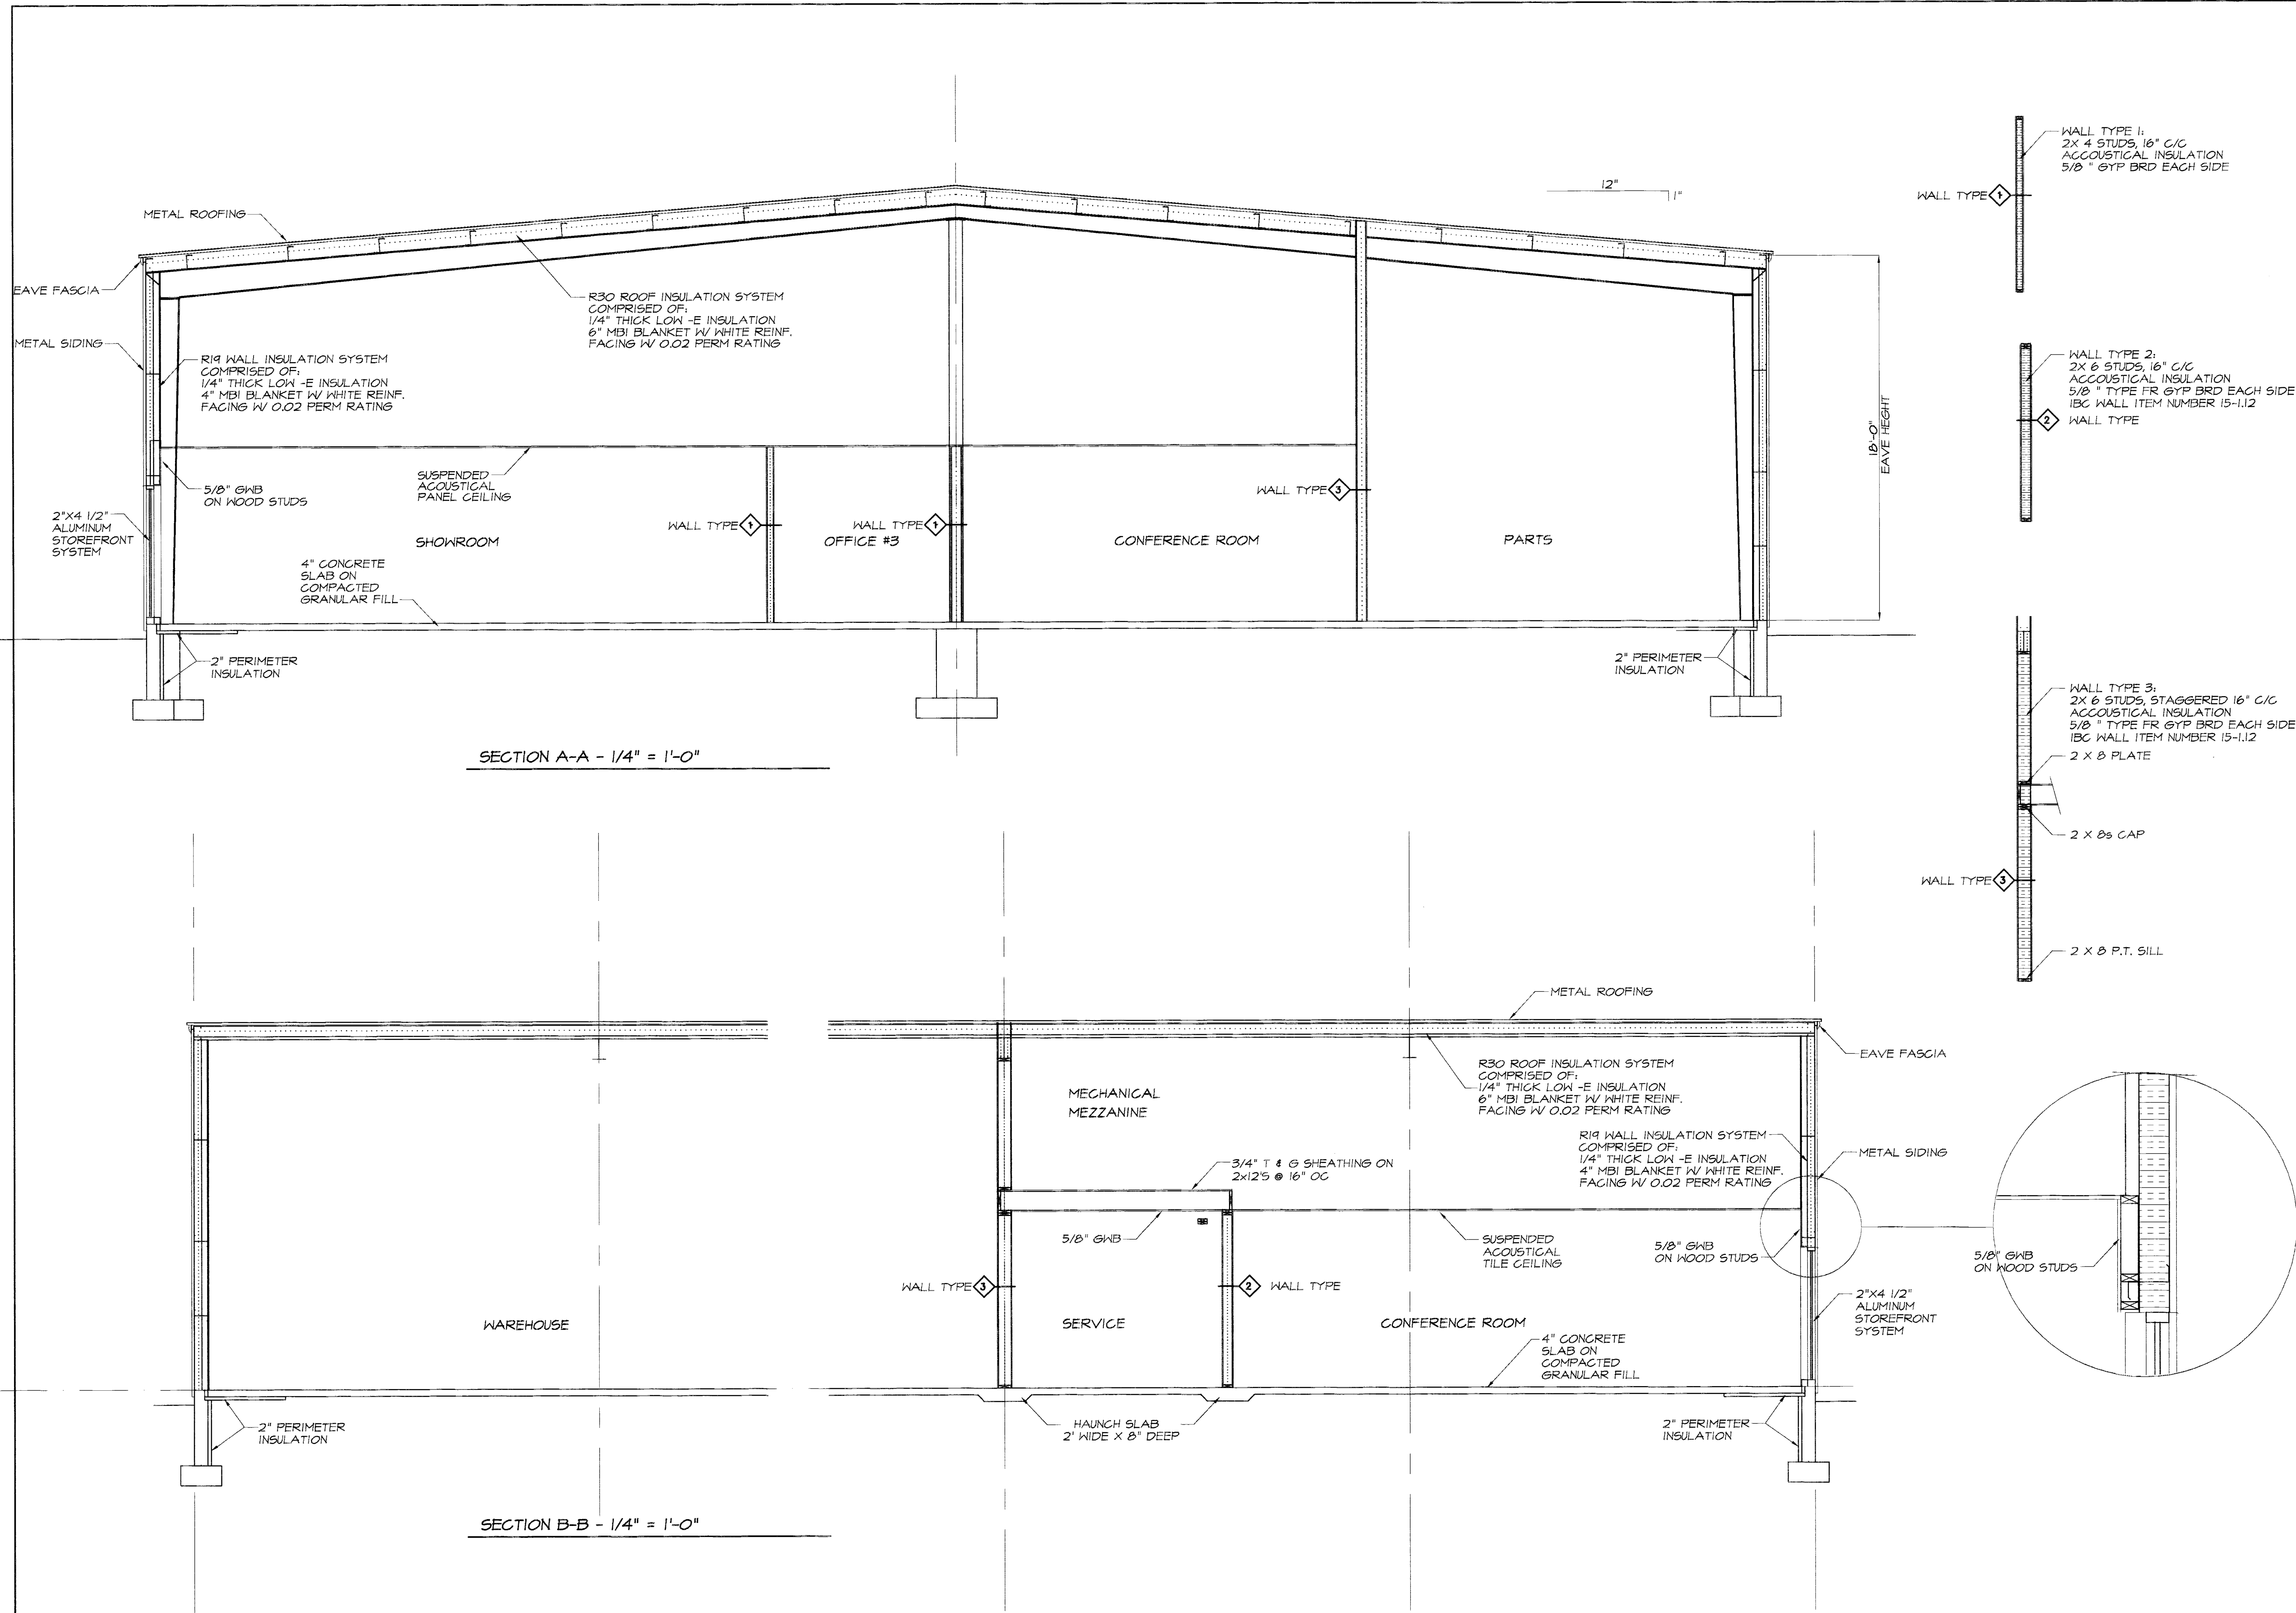 12"
1"
METAL ROOFING
EAVE FASCIA
METAL SIDING
R30 ROOF INSULATION SYSTEM
COMPRISED OF:
1/4" THICK LOW -E INSULATION
6" MBI BLANKET W/ WHITE REINF.
FACING W/ 0.02 PERM RATING
R19 WALL INSULATION SYSTEM
COMPRISED OF:
1/4" THICK LOW -E INSULATION
4" MBI BLANKET W/ WHITE REINF.
FACING W/ 0.02 PERM RATING
18'-0"
EAVE HEIGHT
5/8" GWB
ON WOOD STUDS
SUSPENDED
ACOUSTICAL
PANEL CEILING
2"X4 1/2"
ALUMINUM
STOREFRONT
SYSTEM
WALL TYPE 1
WALL TYPE 1
WALL TYPE 3
SHOWROOM
OFFICE #3
CONFERENCE ROOM
PARTS
4" CONCRETE
SLAB ON
COMPACTED
GRANULAR FILL
2" PERIMETER
INSULATION
2" PERIMETER
INSULATION
SECTION A-A - 1/4" = 1'-0"
WALL TYPE 1:
2X 4 STUDS, 16" C/C
ACCOUSTICAL INSULATION
5/8 " GYP BRD EACH SIDE
WALL TYPE 1
WALL TYPE 2:
2X 6 STUDS, 16" C/C
ACCOUSTICAL INSULATION
5/8 " TYPE FR GYP BRD EACH SIDE
IBC WALL ITEM NUMBER 15-1.12
2 WALL TYPE
WALL TYPE 3:
2X 6 STUDS, STAGGERED 16" C/C
ACCOUSTICAL INSULATION
5/8 " TYPE FR GYP BRD EACH SIDE
IBC WALL ITEM NUMBER 15-1.12
2 X 8 PLATE
2 X 8s CAP
WALL TYPE 3
2 X 8 P.T. SILL
METAL ROOFING
EAVE FASCIA
MECHANICAL
MEZZANINE
R30 ROOF INSULATION SYSTEM
COMPRISED OF:
1/4" THICK LOW -E INSULATION
6" MBI BLANKET W/ WHITE REINF.
FACING W/ 0.02 PERM RATING
R19 WALL INSULATION SYSTEM
COMPRISED OF:
1/4" THICK LOW -E INSULATION
4" MBI BLANKET W/ WHITE REINF.
FACING W/ 0.02 PERM RATING
METAL SIDING
3/4" T & G SHEATHING ON
2x12'S @ 16" OC
5/8" GWB
SUSPENDED
ACOUSTICAL
TILE CEILING
5/8" GWB
ON WOOD STUDS
5/8" GWB
ON WOOD STUDS
WALL TYPE 3
2 WALL TYPE
2"X4 1/2"
ALUMINUM
STOREFRONT
SYSTEM
WAREHOUSE
SERVICE
CONFERENCE ROOM
4" CONCRETE
SLAB ON
COMPACTED
GRANULAR FILL
2" PERIMETER
INSULATION
HAUNCH SLAB
2' WIDE X 8" DEEP
2" PERIMETER
INSULATION
SECTION B-B - 1/4" = 1'-0"